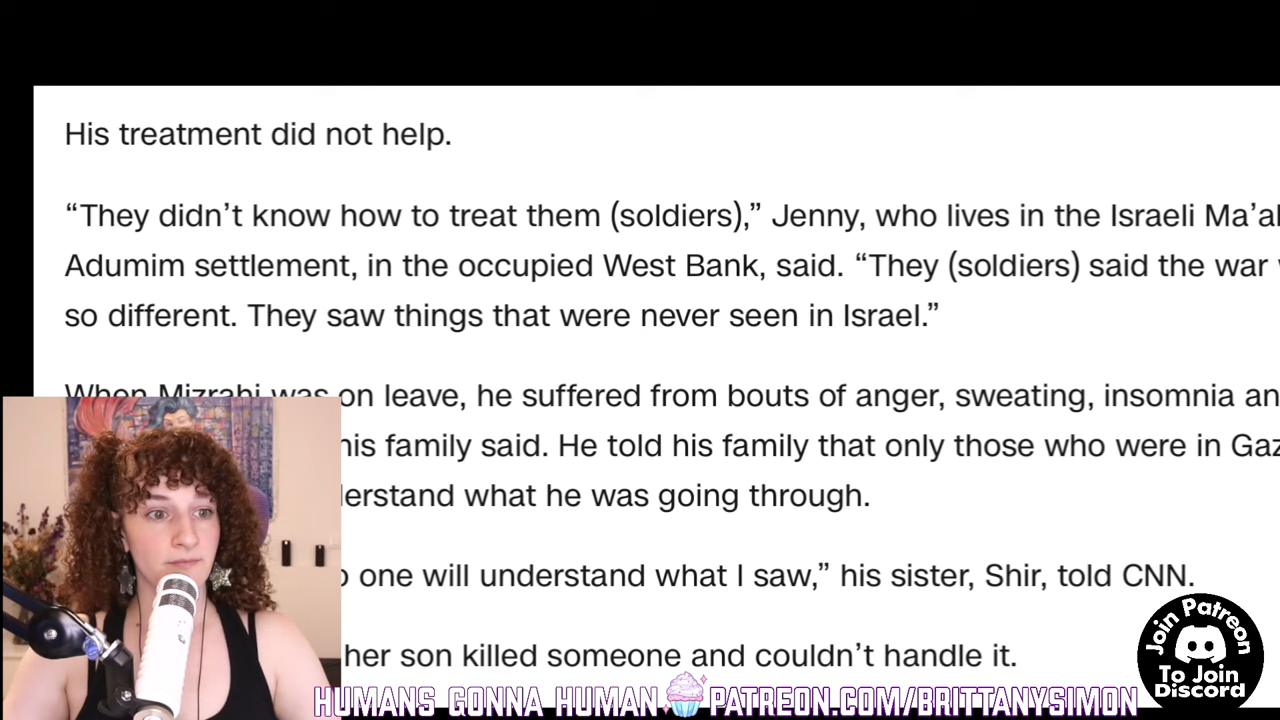 His treatment did not help.
“They didn’t know how to treat them (soldiers),” Jenny, who lives in the Israeli
Adumim settlement, in the occupied West Bank, said. “They (soldiers) said the war
so different. They saw things that were never seen in Israel.”
When Mizrahi was on leave, he suffered from bouts of anger, sweating, insomnia
his family said. He told his family that only those who were in
what he was going through.
one will understand what I saw,” his sister, Shir, told CNN.
her son killed someone and couldn’t handle it.
Join Patreon
To Join
Discord
HUMANS GONNA HUMAN PATREON.COM/BRITTANYSIMON